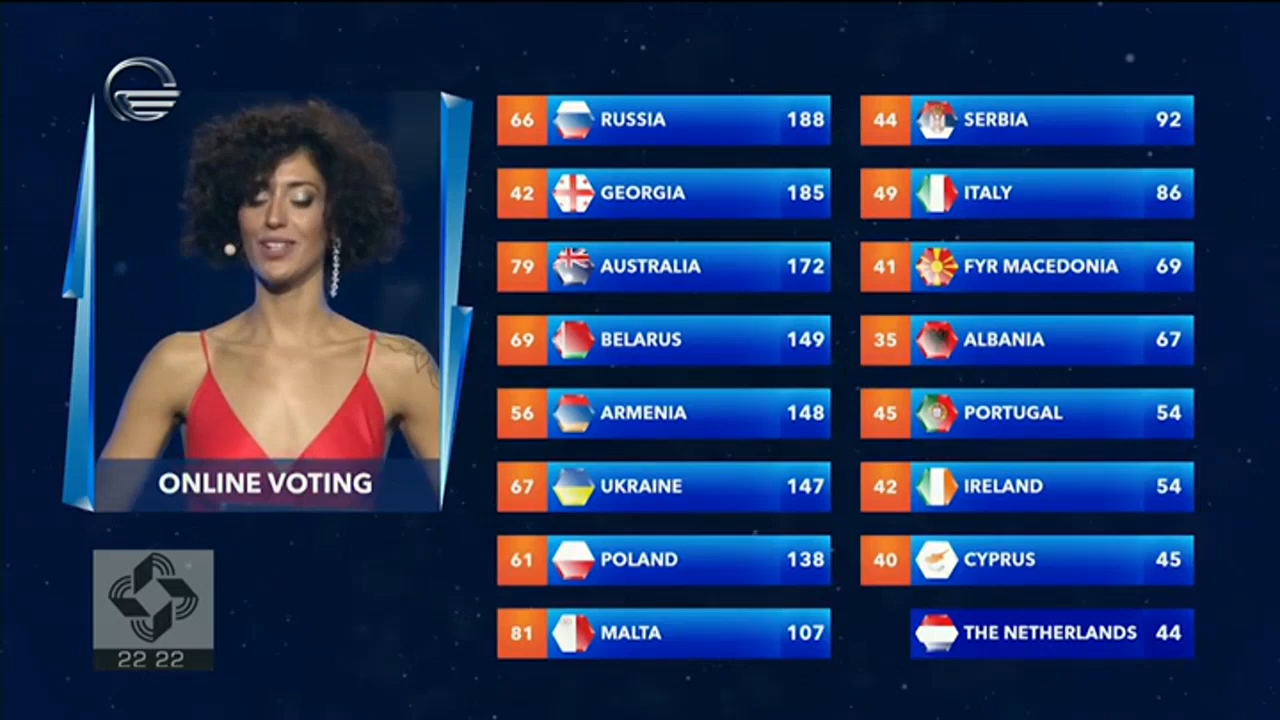 66 RUSSIA 188
42 GEORGIA 185
79 AUSTRALIA 172
69 BELARUS 149
56 ARMENIA 148
67 UKRAINE 147
61 POLAND 138
81 MALTA 107
44 SERBIA 92
49 ITALY 86
41 FYR MACEDONIA 69
35 ALBANIA 67
45 PORTUGAL 54
42 IRELAND 54
40 CYPRUS 45
THE NETHERLANDS 44
ONLINE VOTING
22 22